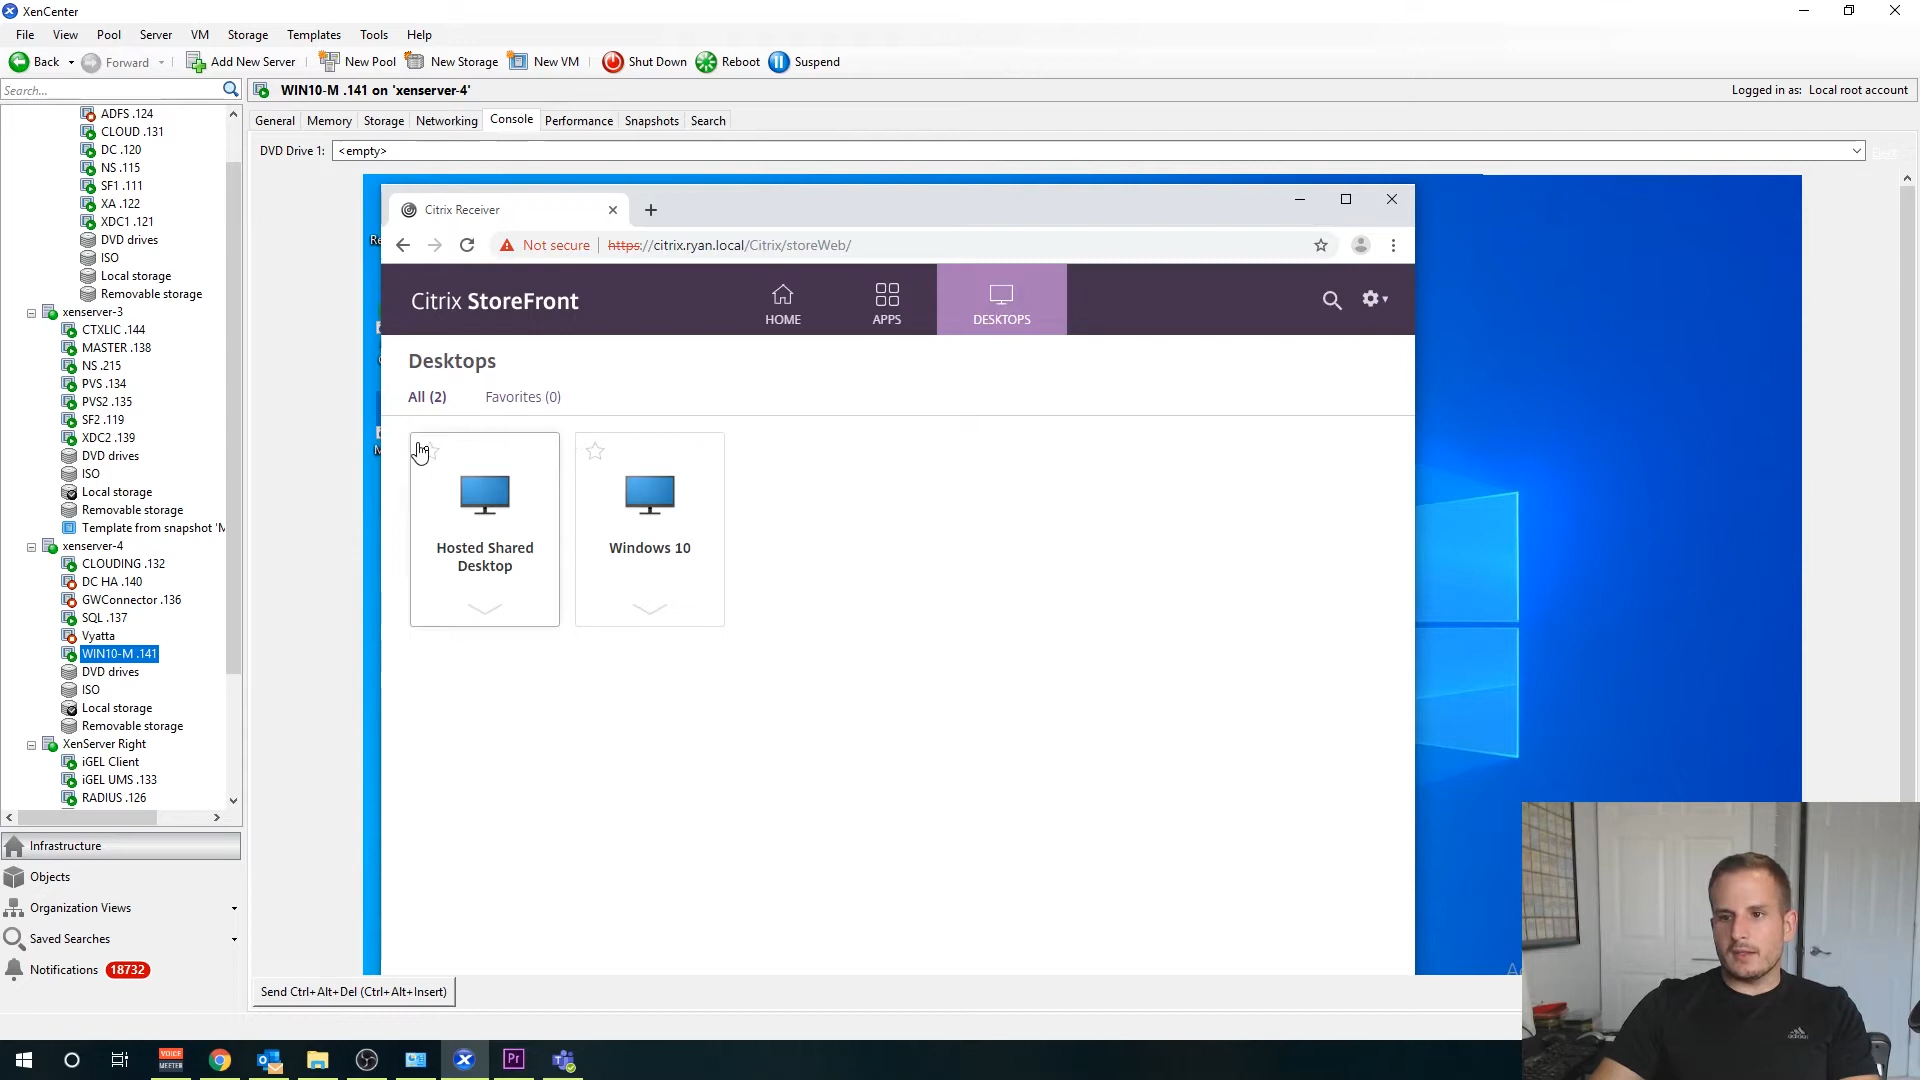 XenCenter
File View Pool Server VM Storage Templates Tools Help
Back Forward Add New Server New Pool New Storage New VM Shut Down Reboot Suspend
Search...
WIN10-M .141 on 'xenserver-4'
Logged in as: Local root account
General Memory Storage Networking Console Performance Snapshots Search
DVD Drive 1: <empty>
ADFS .124
CLOUD .131
DC .120
NS .115
SF1 .111
XA .122
XDC1 .121
DVD drives
ISO
Local storage
Removable storage
xenserver-3
CTXLIC .144
MASTER .138
NS .215
PVS .134
PVS2 .135
SF2 .119
XDC2 .139
DVD drives
ISO
Local storage
Removable storage
Template from snapshot 'M
xenserver-4
CLOUDING .132
DC HA .140
GWConnector .136
SQL .137
Vyatta
WIN10-M .141
DVD drives
ISO
Local storage
Removable storage
XenServer Right
iGEL Client
iGEL UMS .133
RADIUS .126
Infrastructure
Objects
Organization Views
Saved Searches
Notifications 18732
Re
Citrix Receiver
Not secure https://citrix.ryan.local/Citrix/storeWeb/
Citrix StoreFront
HOME APPS DESKTOPS
Desktops
All (2) Favorites (0)
Hosted Shared
Desktop
Windows 10
Send Ctrl+Alt+Del (Ctrl+Alt+Insert)
VOICE
MEETER
Pr
adidas